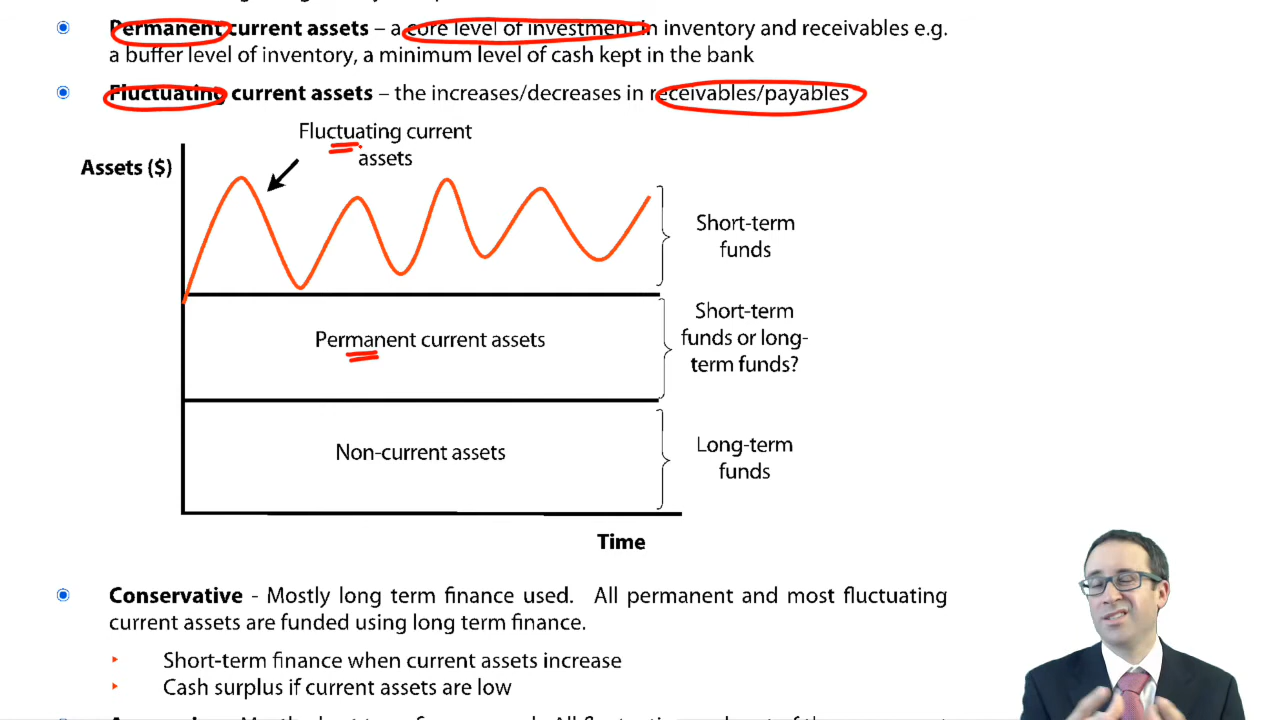 Permanent current assets – a core level of investment in inventory and receivables e.g.
a buffer level of inventory, a minimum level of cash kept in the bank
Fluctuating current assets – the increases/decreases in receivables/payables
Fluctuating current
assets
Assets ($)
Short-term
funds
Permanent current assets
Short-term
funds or long-
term funds?
Non-current assets
Long-term
funds
Time
Conservative - Mostly long term finance used. All permanent and most fluctuating
current assets are funded using long term finance.
Short-term finance when current assets increase
Cash surplus if current assets are low